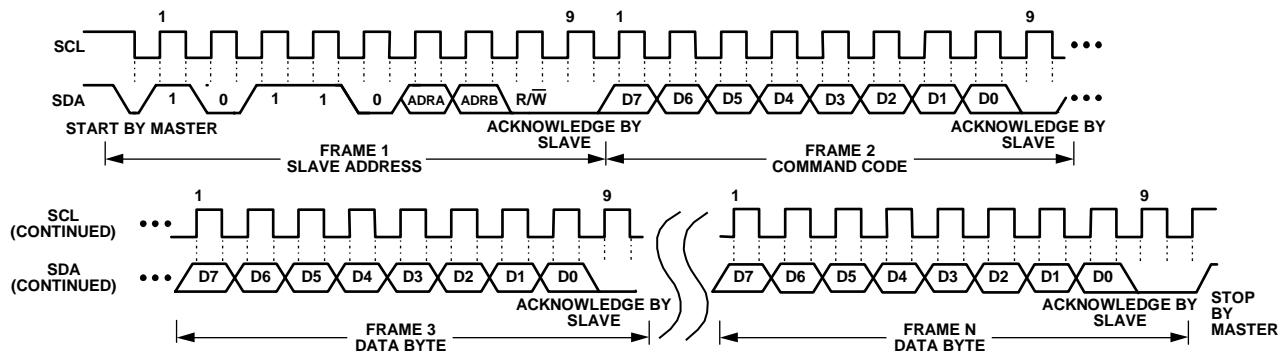 1 9 1 9
SCL
SDA 1 0 1 1 0 ADRA ADRB R/W D7 D6 D5 D4 D3 D2 D1 D0
START BY MASTER ACKNOWLEDGE BY SLAVE ACKNOWLEDGE BY SLAVE
FRAME 1 SLAVE ADDRESS FRAME 2 COMMAND CODE
1 9 1 9
SCL (CONTINUED)
SDA (CONTINUED) D7 D6 D5 D4 D3 D2 D1 D0 D7 D6 D5 D4 D3 D2 D1 D0
ACKNOWLEDGE BY SLAVE ACKNOWLEDGE BY SLAVE STOP BY MASTER
FRAME 3 DATA BYTE FRAME N DATA BYTE